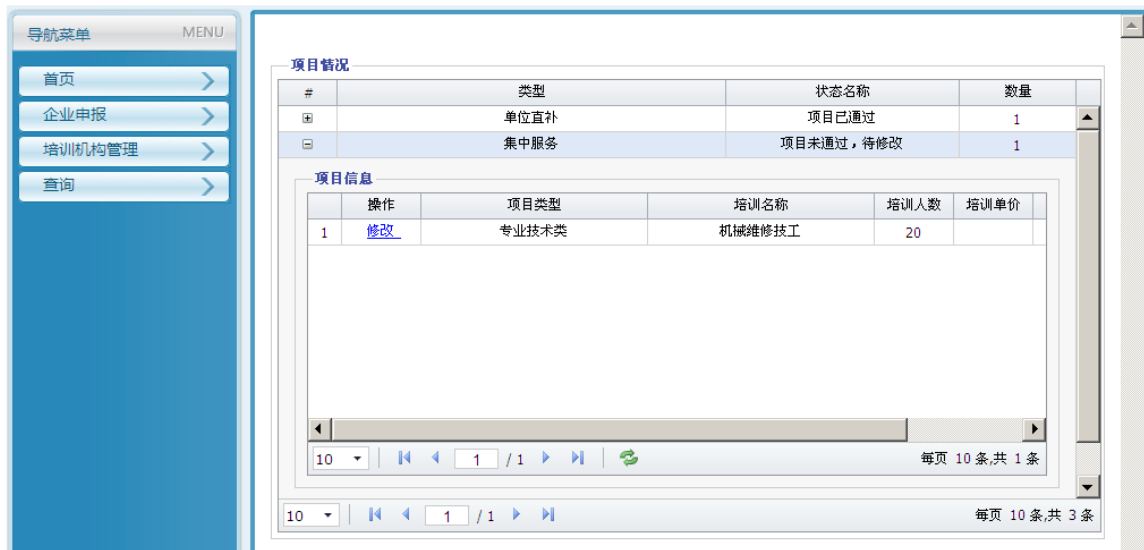 导航菜单 MENU
首页
企业申报
培训机构管理
查询
项目情况
# 类型 状态名称 数量
单位直补 项目已通过 1
集中服务 项目未通过，待修改 1
项目信息
操作 项目类型 培训名称 培训人数 培训单价
1 修改 专业技术类 机械维修技工 20
10 1 / 1 每页 10 条,共 1 条
10 1 / 1 每页 10 条,共 3 条